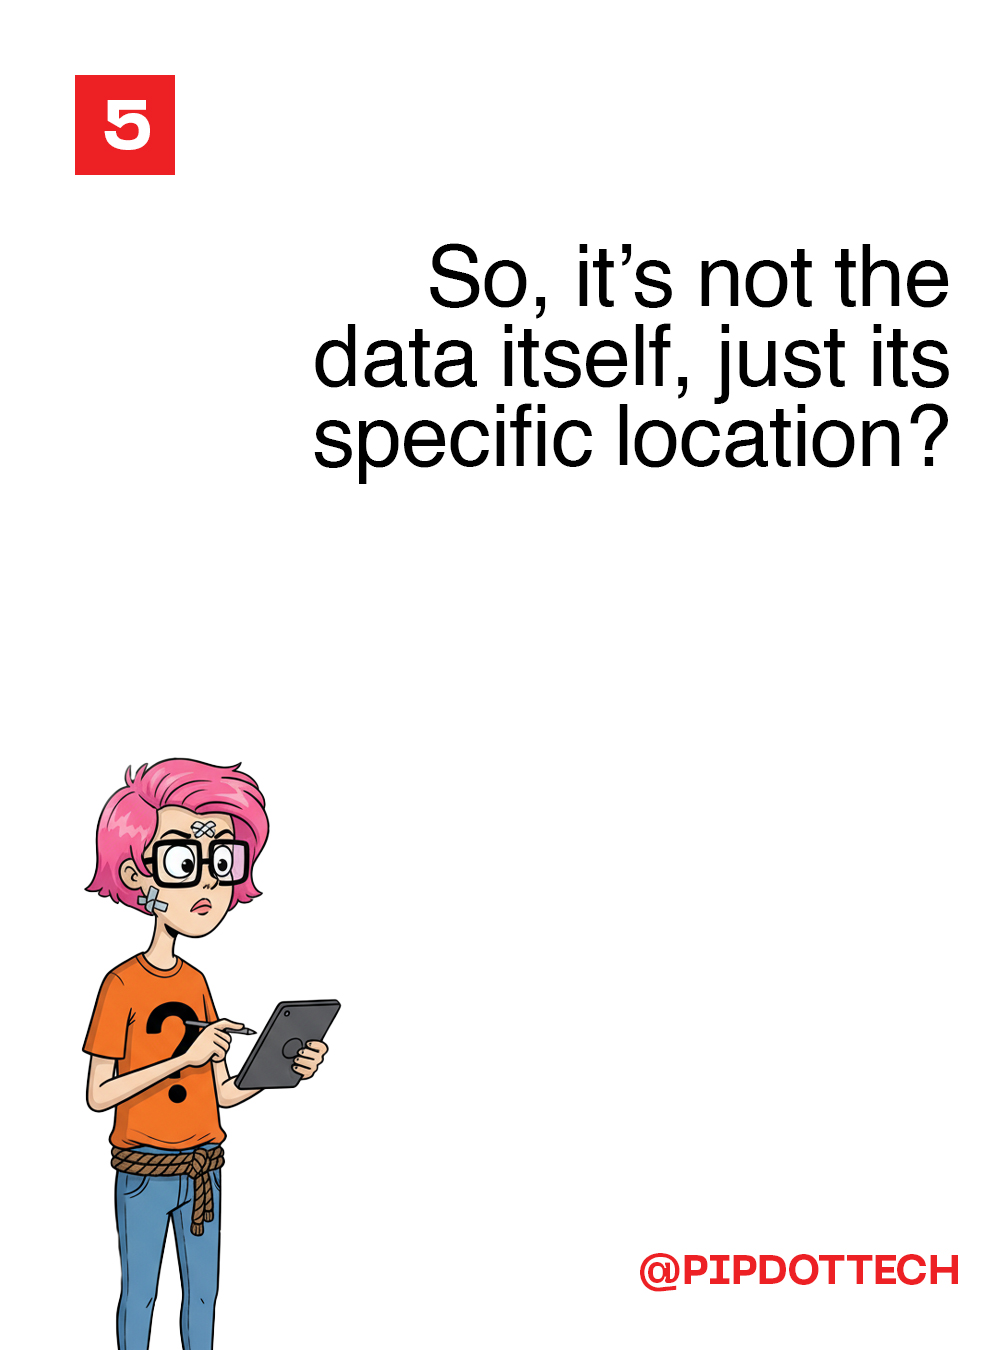 5
So, it’s not the
data itself, just its
specific location?
?
@PIPDOTTECH